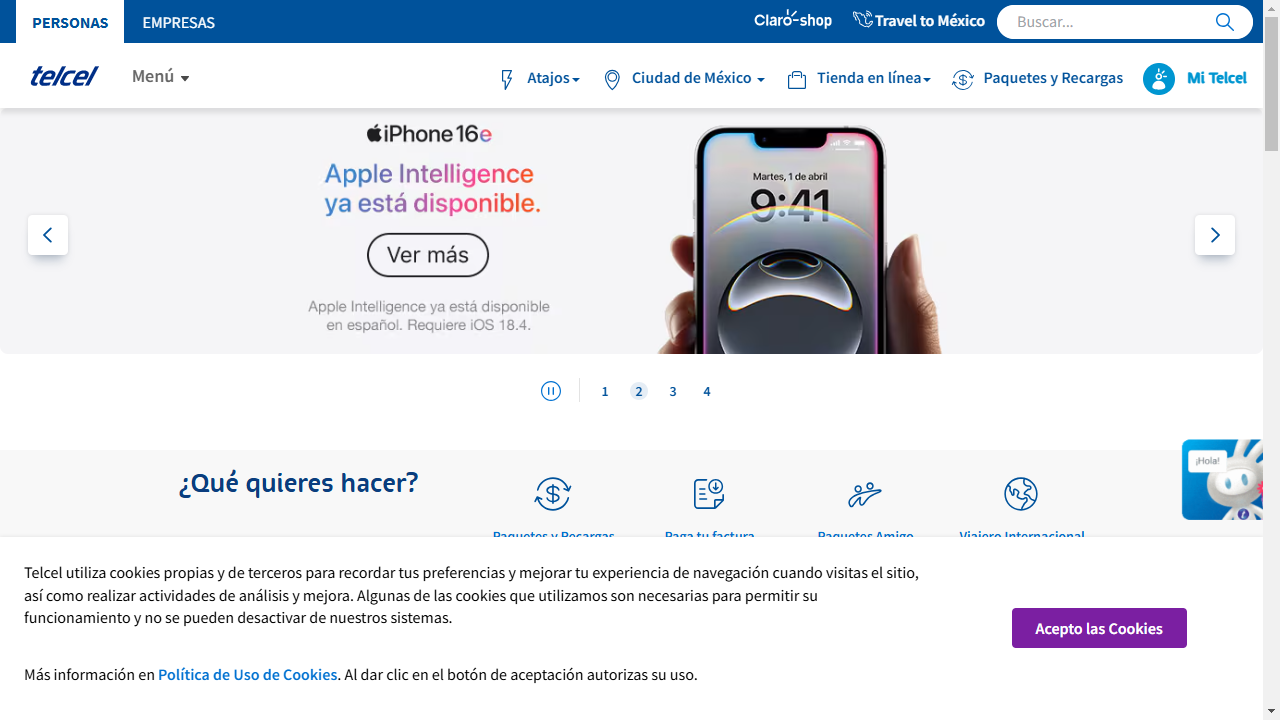 PERSONAS
EMPRESAS
Claro-shop
Travel to México
Buscar...
telcel
Menú
Atajos
Ciudad de México
Tienda en línea
Paquetes y Recargas
Mi Telcel
iPhone 16e
Apple Intelligence
ya está disponible.
Ver más
Apple Intelligence ya está disponible
en español. Requiere iOS 18.4.
Martes, 1 de abril
9:41
1
2
3
4
¿Qué quieres hacer?
¡Hola!
Paquetes y Recargas
Paga tu factura
Paquetes Amigo
Viajero Internacional
Telcel utiliza cookies propias y de terceros para recordar tus preferencias y mejorar tu experiencia de navegación cuando visitas el sitio,
así como realizar actividades de análisis y mejora. Algunas de las cookies que utilizamos son necesarias para permitir su
funcionamiento y no se pueden desactivar de nuestros sistemas.
Acepto las Cookies
Más información en Política de Uso de Cookies. Al dar clic en el botón de aceptación autorizas su uso.